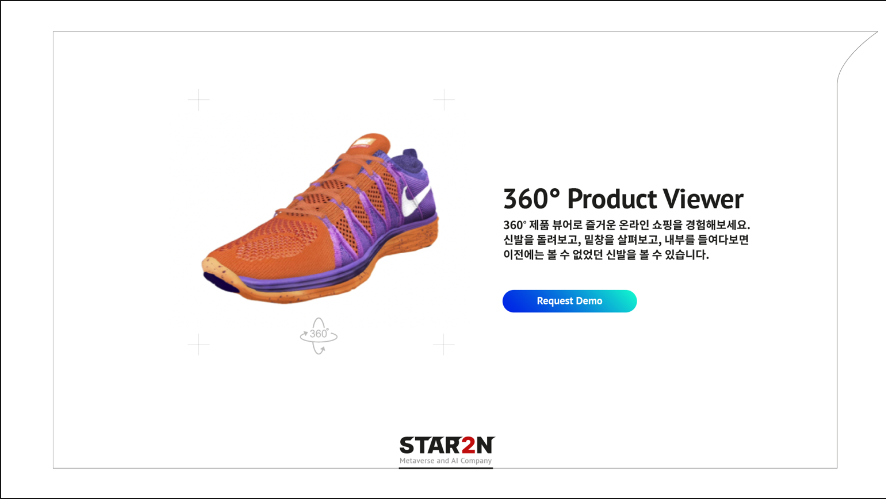 360° Product Viewer
360° 제품 뷰어로 즐거운 온라인 쇼핑을 경험해보세요.
신발을 돌려보고, 밑창을 살펴보고, 내부를 들여다보면
이전에는 볼 수 없었던 신발을 볼 수 있습니다.
Request Demo
360°
STAR2N
Metaverse and AI Company